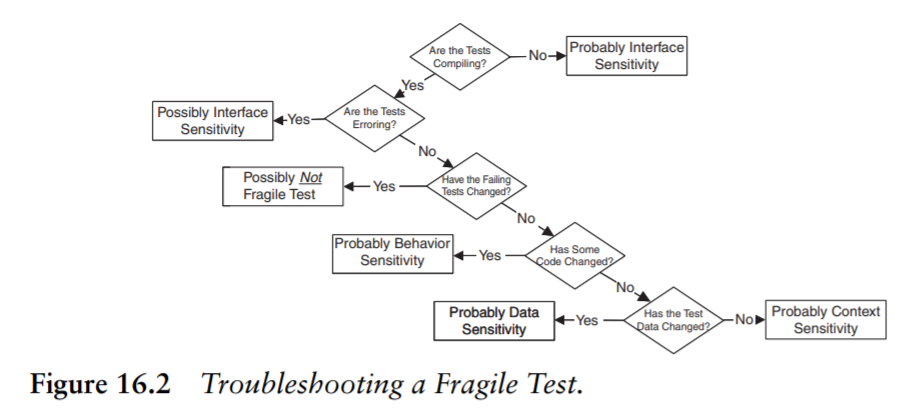 Are the Tests
Compiling?
No
Probably Interface
Sensitivity
Yes
Are the Tests
Erroring?
Yes
Possibly Interface
Sensitivity
No
Have the Failing
Tests Changed?
Yes
Possibly Not
Fragile Test
No
Has Some
Code Changed?
Yes
Probably Behavior
Sensitivity
No
Has the Test
Data Changed?
Yes
Probably Data
Sensitivity
No
Probably Context
Sensitivity
Figure 16.2 Troubleshooting a Fragile Test.